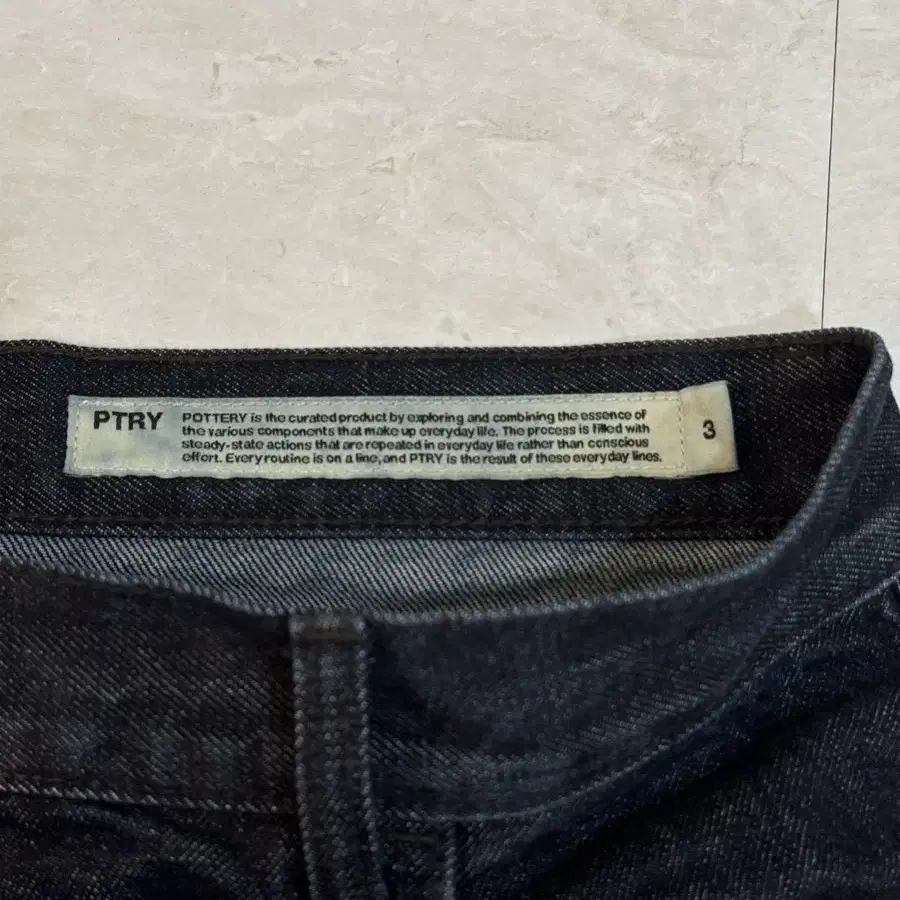 PTRY
POTTERY is the curated product by exploring and combining the essence of
the various components that make up everyday life. The process is filled with
steady-state actions that are repeated in everyday life rather than conscious
effort. Every routine is on a line, and PTRY is the result of these everyday lines.
3